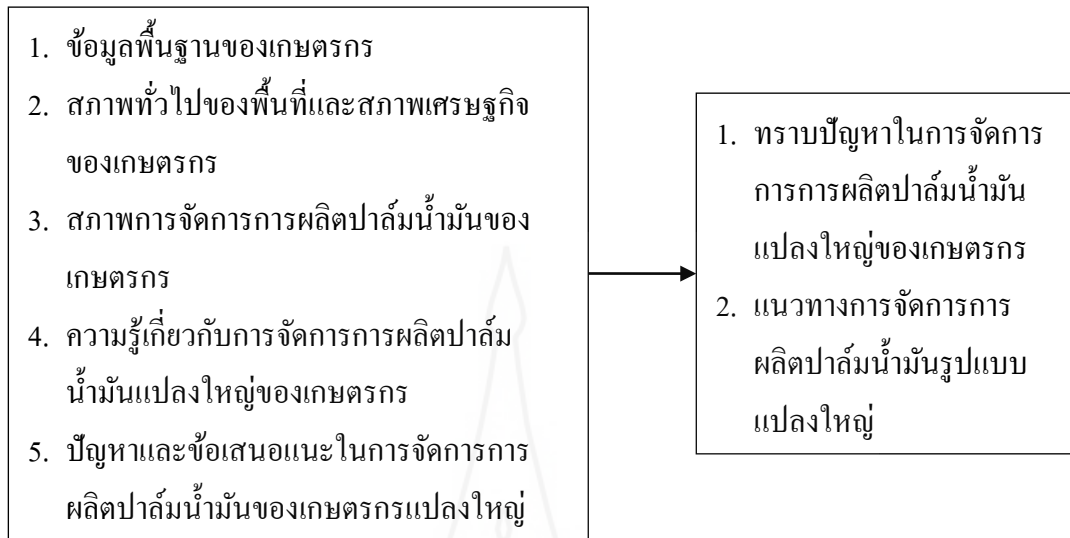 1. ข้อมูลพื้นฐานของเกษตรกร
2. สภาพทั่วไปของพื้นที่และสภาพเศรษฐกิจ
ของเกษตรกร
3. สภาพการจัดการการผลิตปาล์มน้ำมันของ
เกษตรกร
4. ความรู้เกี่ยวกับการจัดการการผลิตปาล์ม
น้ำมันแปลงใหญ่ของเกษตรกร
5. ปัญหาและข้อเสนอแนะในการจัดการการ
ผลิตปาล์มน้ำมันของเกษตรกรแปลงใหญ่
1. ทราบปัญหาในการจัดการ
การการผลิตปาล์มน้ำมัน
แปลงใหญ่ของเกษตรกร
2. แนวทางการจัดการการ
ผลิตปาล์มน้ำมันรูปแบบ
แปลงใหญ่